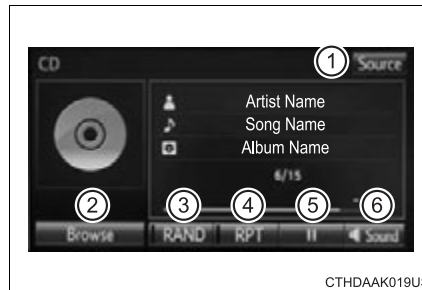 CD
1 Source
Artist Name
Song Name
Album Name
6/15
2 3 4 5 6
Browse RAND RPT II Sound
CTHDAAK019U